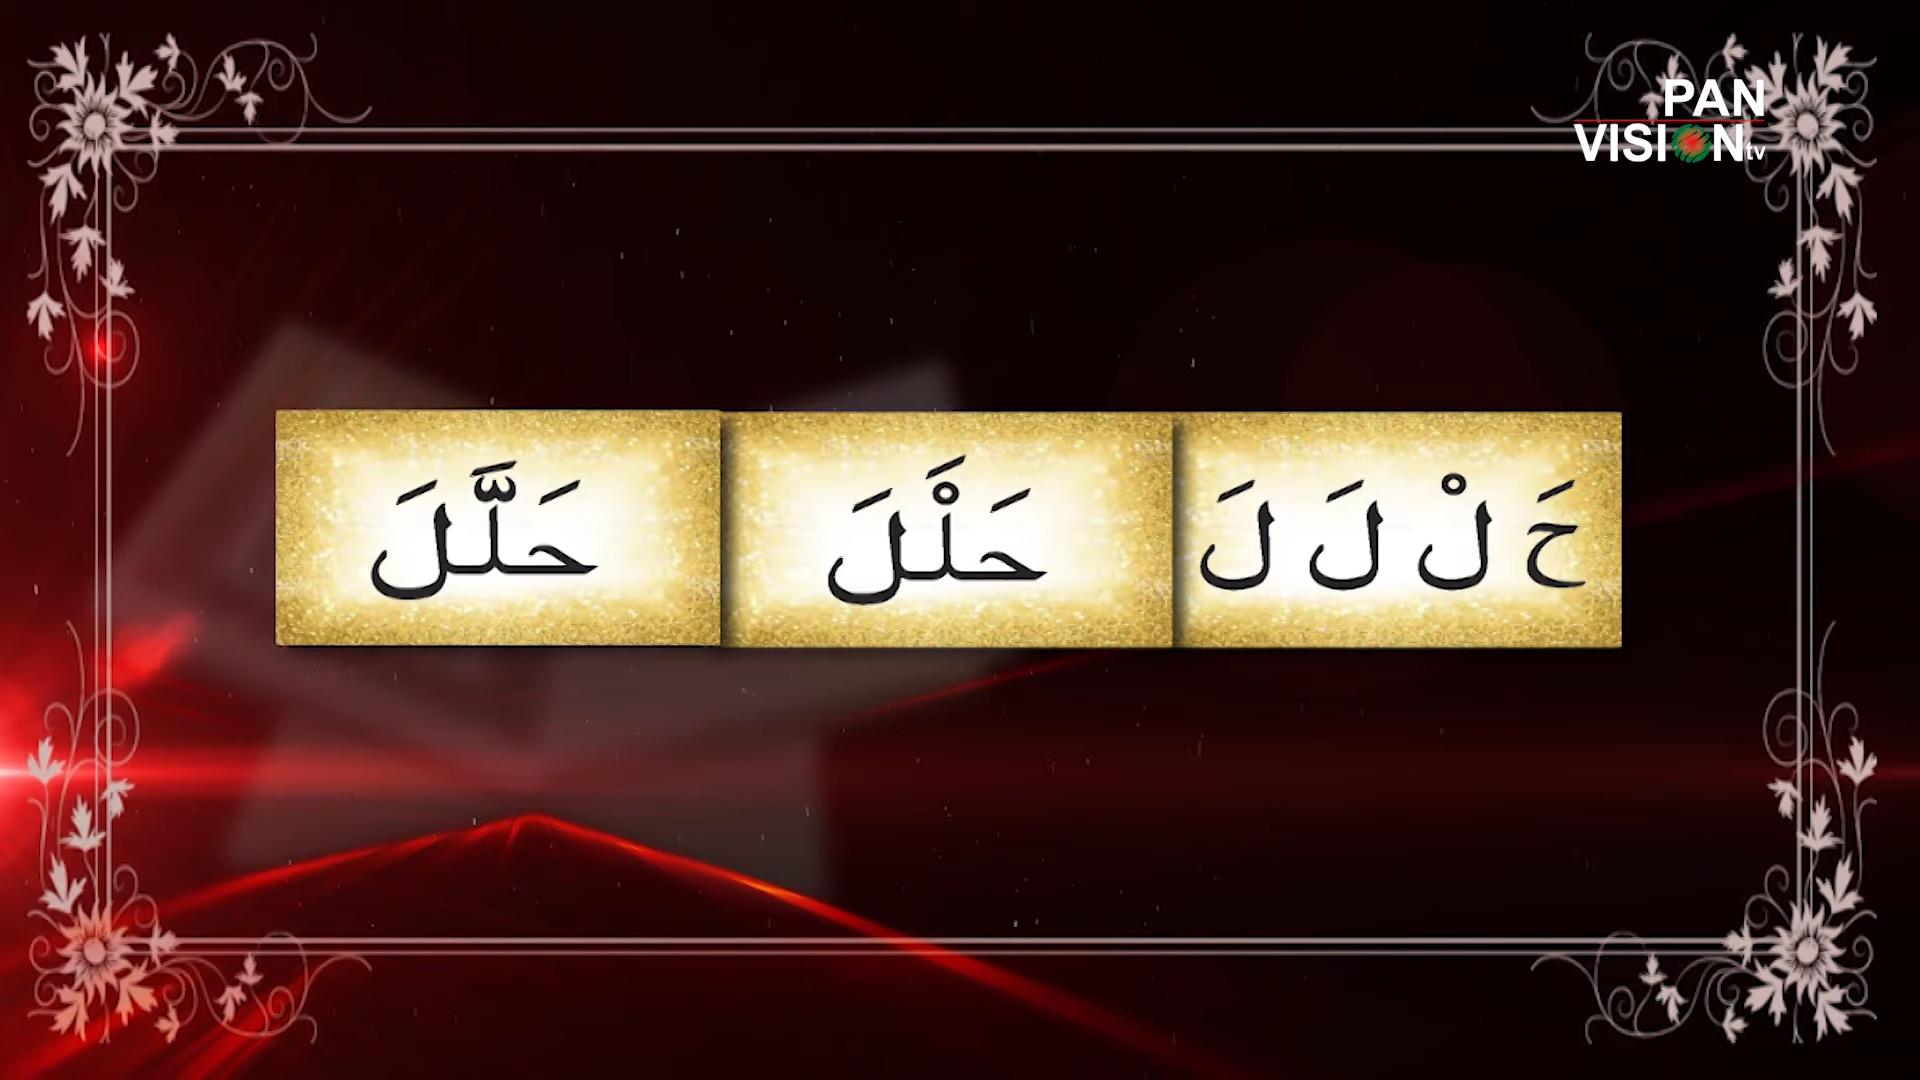 PAN
VISION tv
حَ لْ لَ لَ حَلَْلَ حَلَّلَ